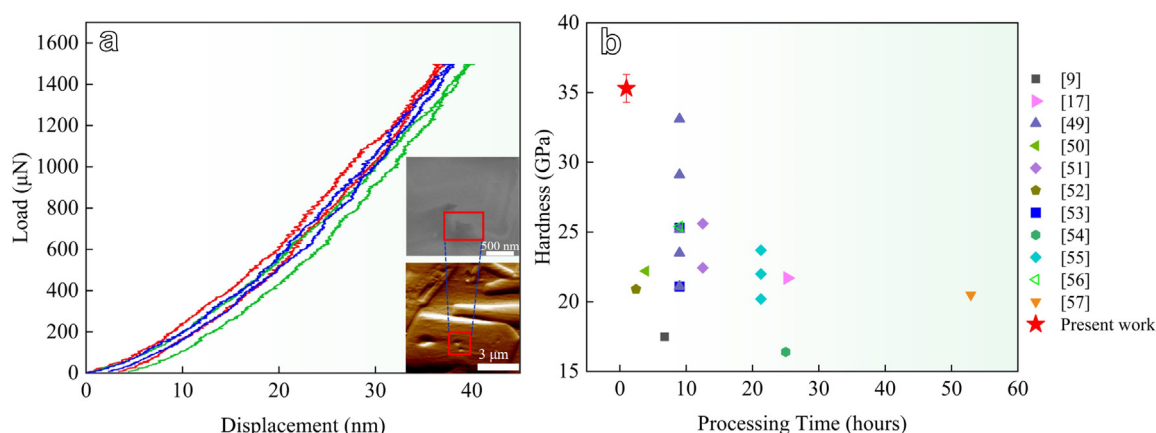 a
1600
1400
1200
1000
800
600
400
200
0
0 10 20 30 40
Load (μN)
Displacement (nm)
500 nm
3 μm
b
40
35
30
25
20
15
0 10 20 30 40 50 60
Hardness (GPa)
Processing Time (hours)
[9]
[17]
[49]
[50]
[51]
[52]
[53]
[54]
[55]
[56]
[57]
Present work